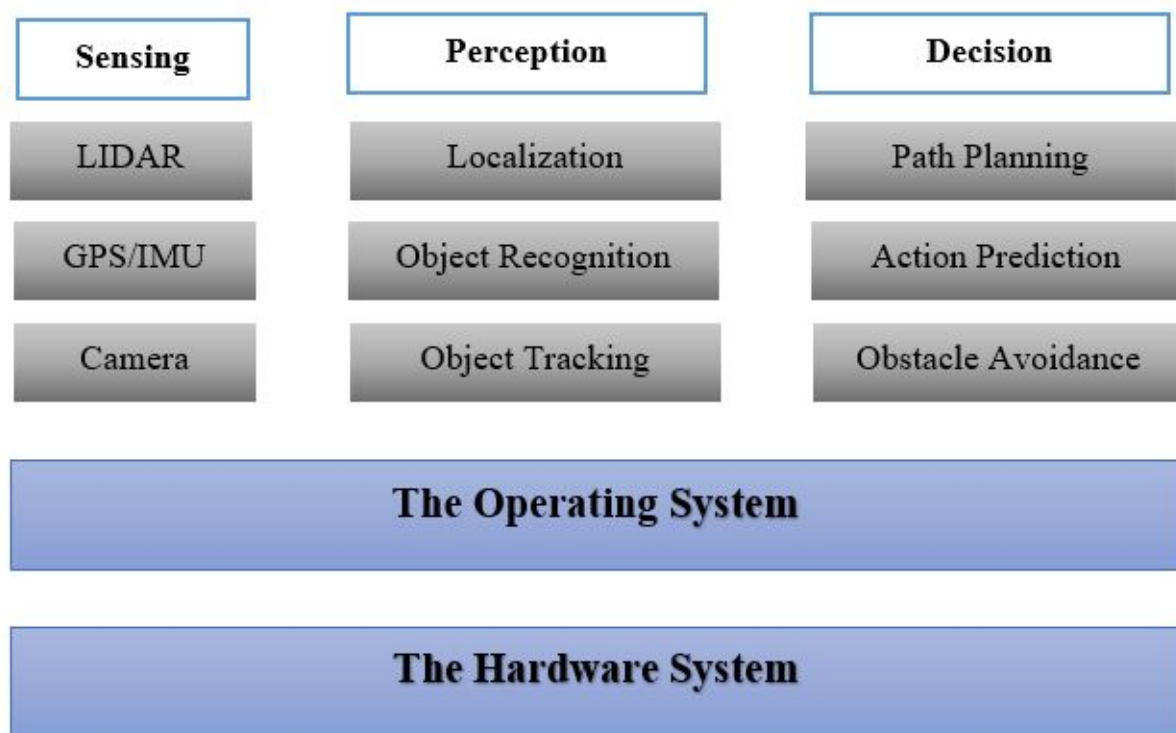 Sensing
Perception
Decision
LIDAR
Localization
Path Planning
GPS/IMU
Object Recognition
Action Prediction
Camera
Object Tracking
Obstacle Avoidance
The Operating System
The Hardware System